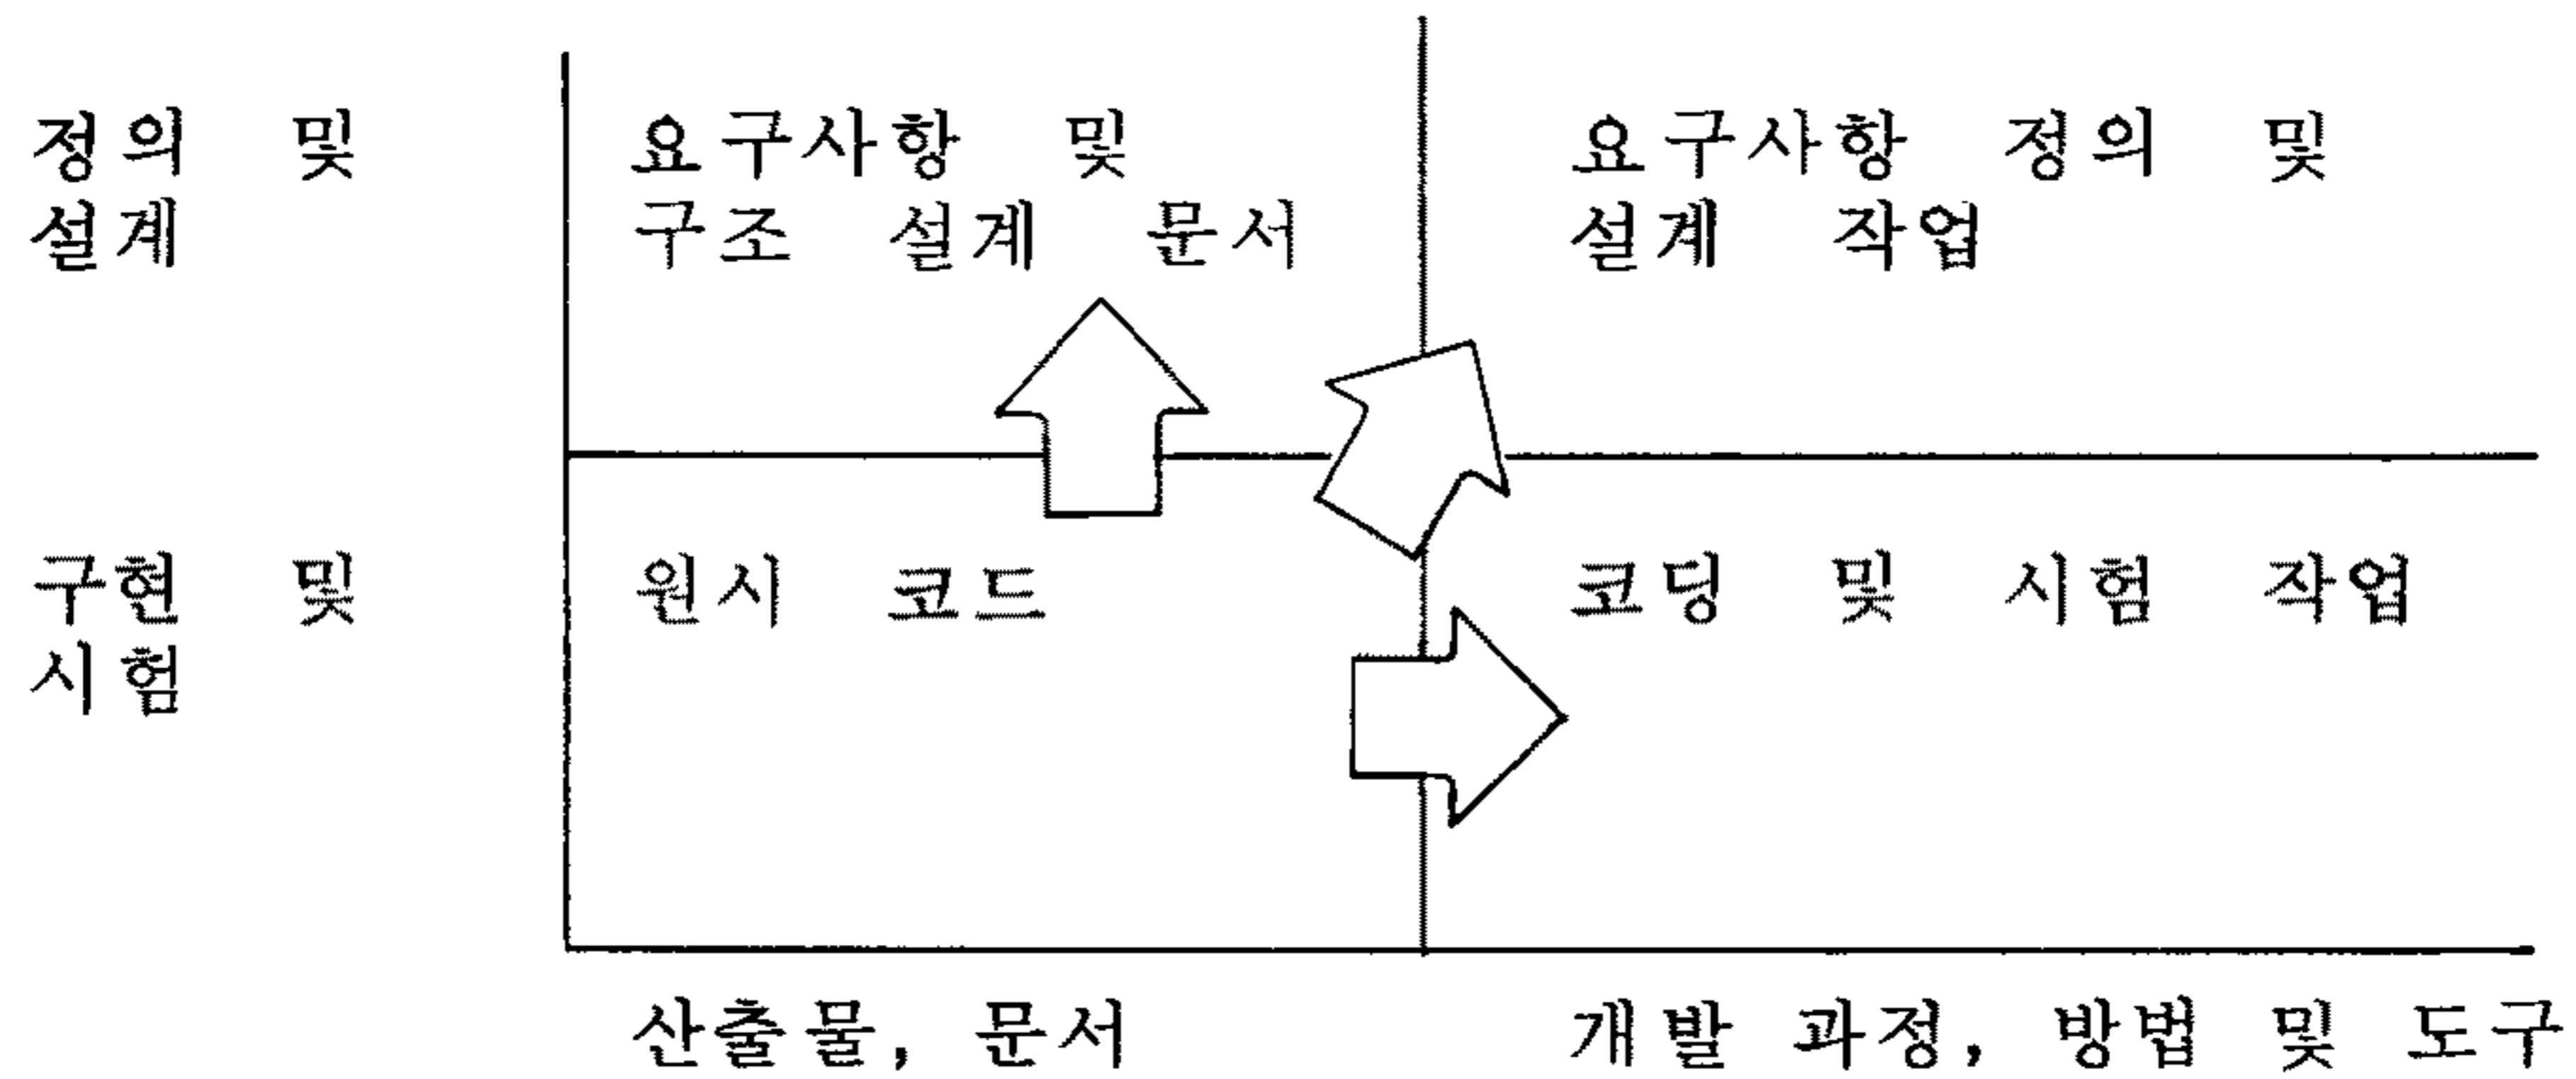 정의 및
설계
요구사항 및
구조 설계 문서
요구사항 정의 및
설계 작업
구현 및
시험
원시 코드
코딩 및 시험 작업
산출물, 문서
개발 과정, 방법 및 도구